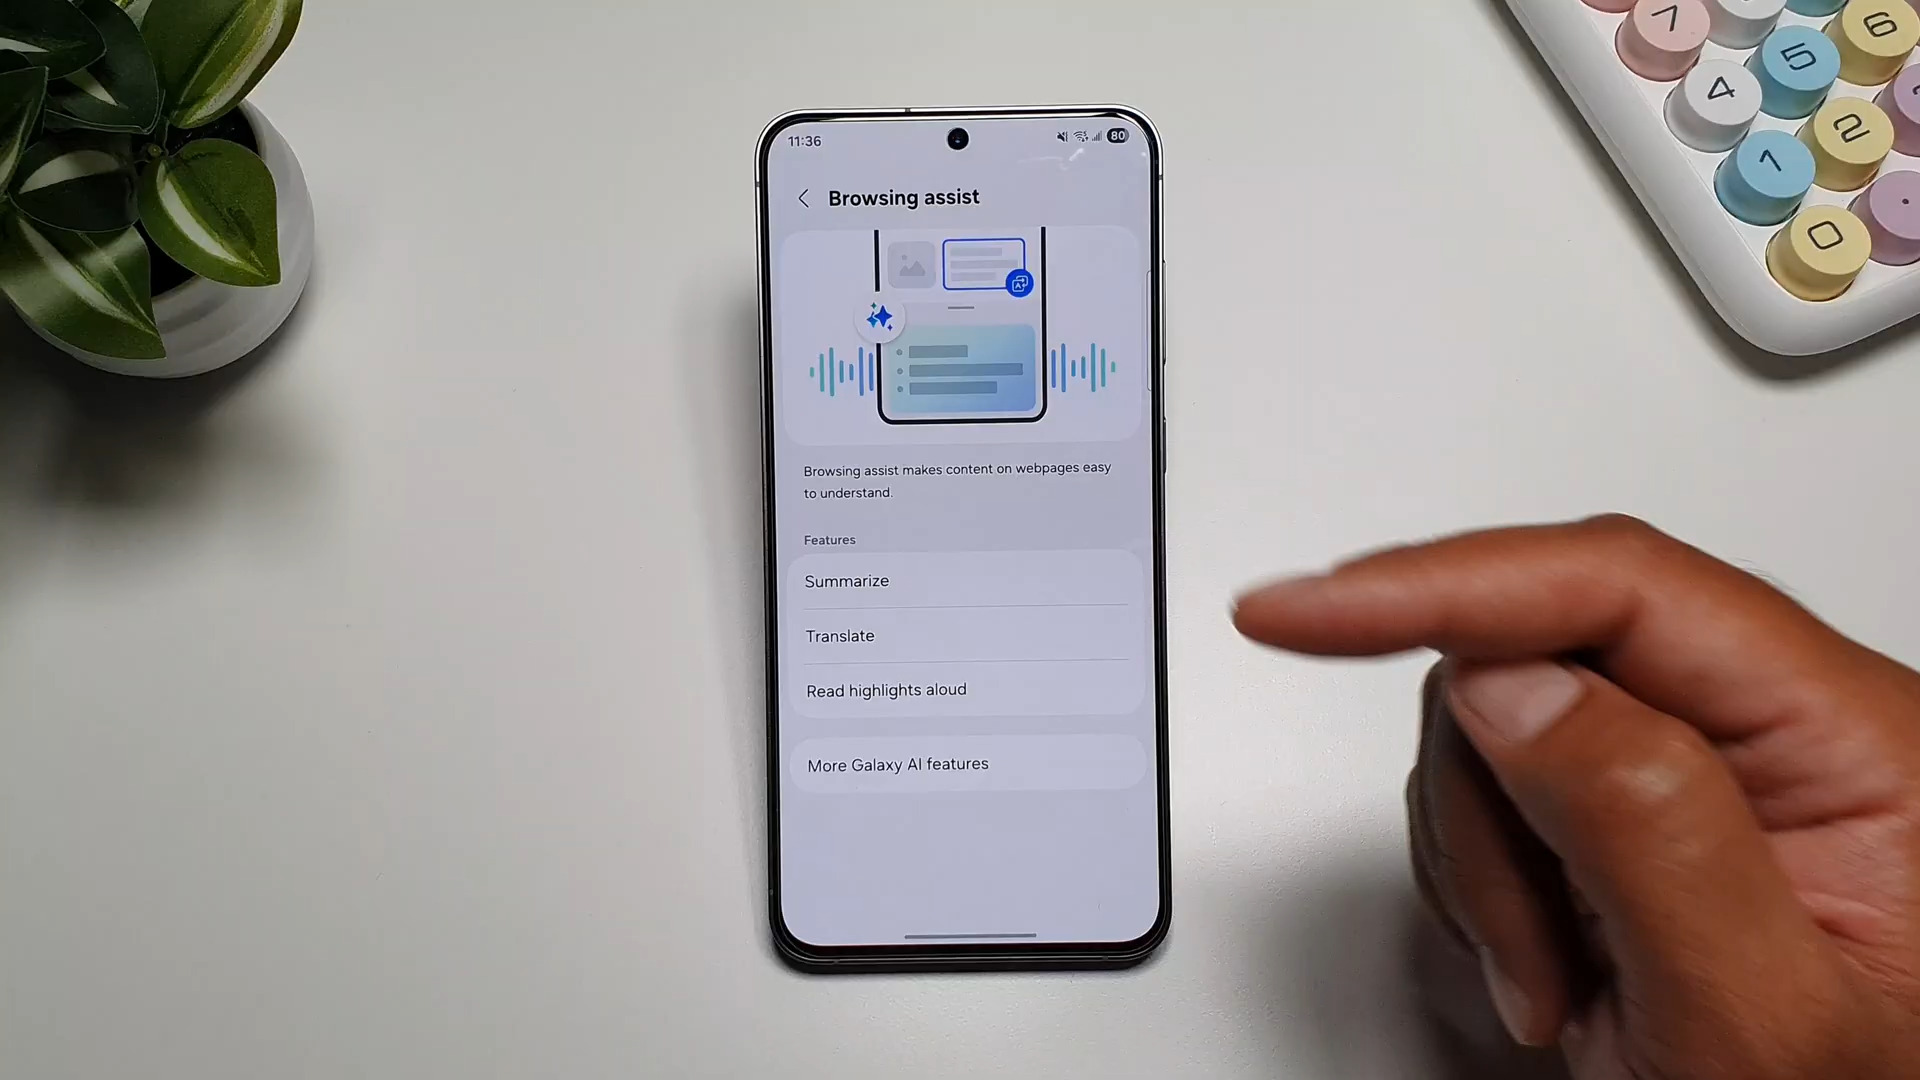 11:36
80
Browsing assist
Browsing assist makes content on webpages easy
to understand.
Features
Summarize
Translate
Read highlights aloud
More Galaxy AI features
7
6
5
4
2
1
0